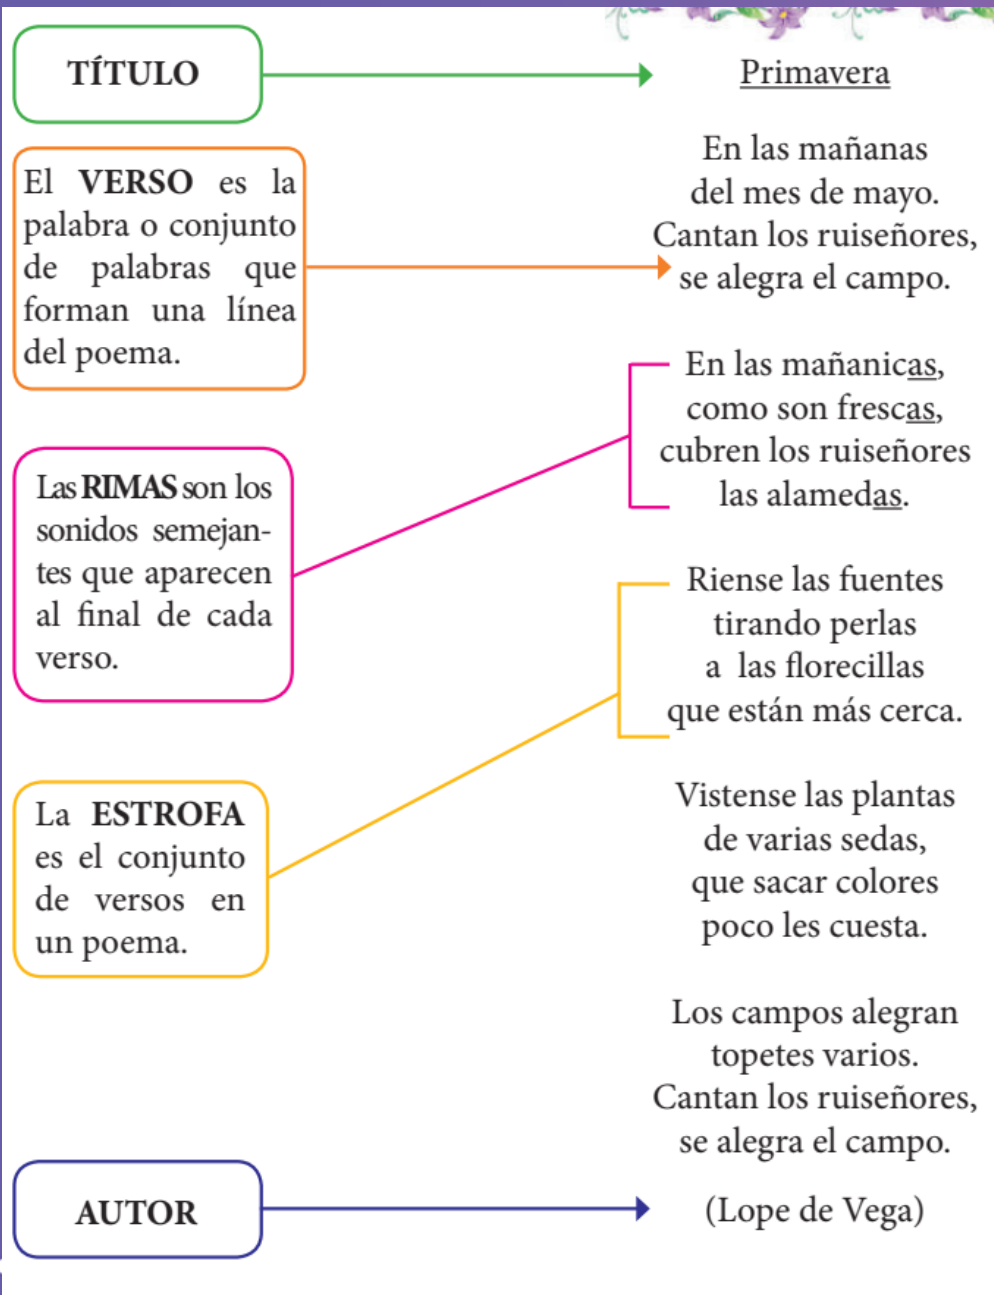 TÍTULO
Primavera
El VERSO es la
palabra o conjunto
de palabras que
forman una línea
del poema.
En las mañanas
del mes de mayo.
Cantan los ruiseñores,
se alegra el campo.
En las mañanicas,
como son frescas,
cubren los ruiseñores
las alamedas.
Las RIMAS son los
sonidos semejan-
tes que aparecen
al final de cada
verso.
Riense las fuentes
tirando perlas
a las florecillas
que están más cerca.
La ESTROFA
es el conjunto
de versos en
un poema.
Vistense las plantas
de varias sedas,
que sacar colores
poco les cuesta.
Los campos alegran
topetes varios.
Cantan los ruiseñores,
se alegra el campo.
AUTOR
(Lope de Vega)